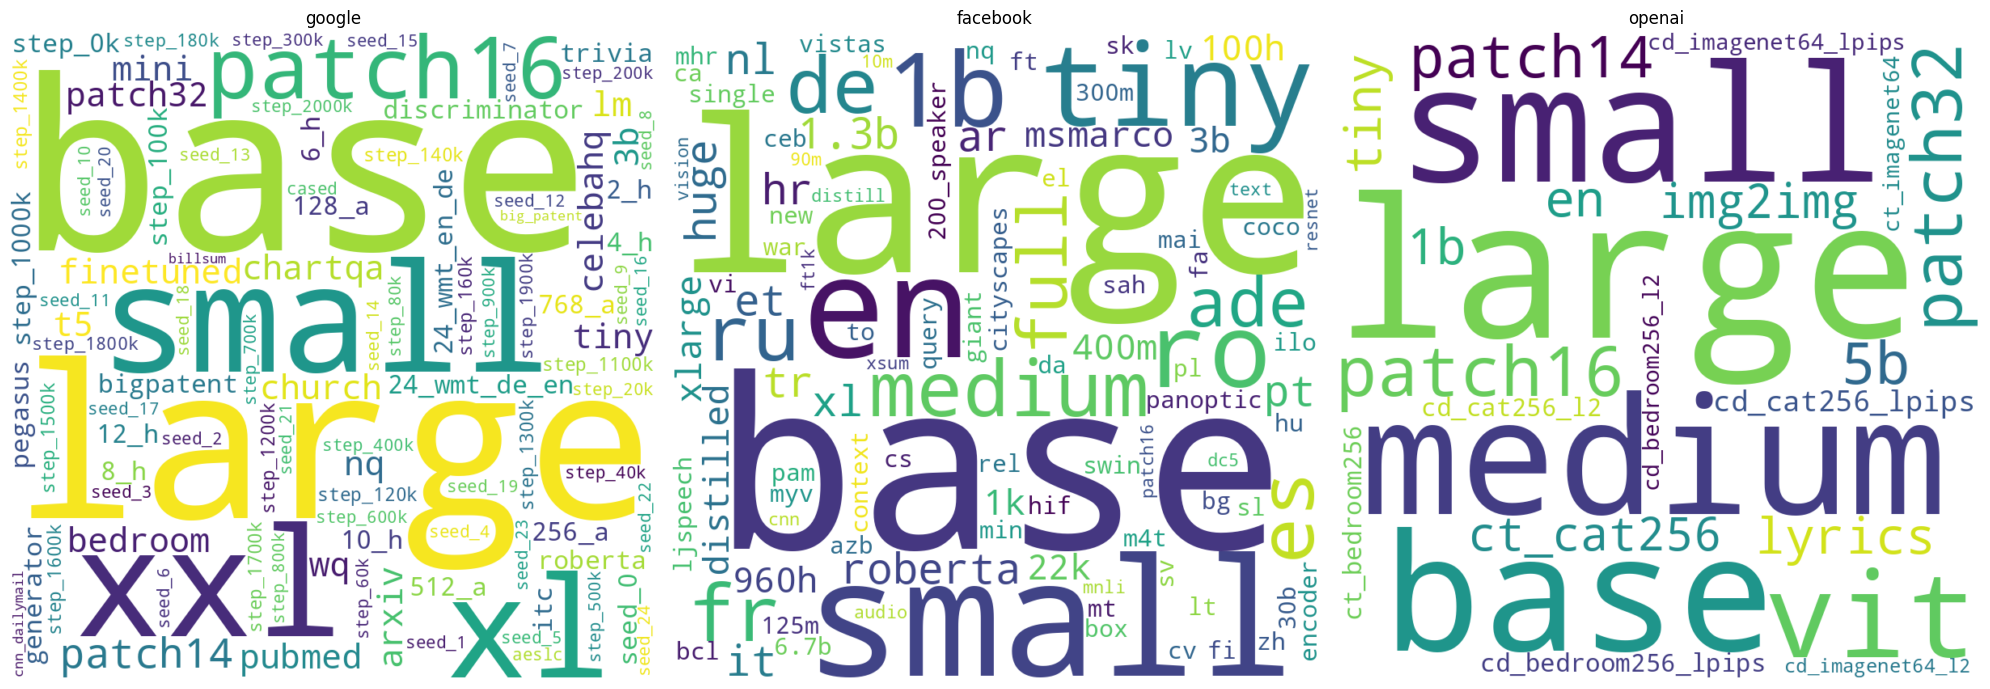 google
step_0k
step_180k
step_300k
seed_15
seed_7
trivia
mini
patch16
step_200k
step_1400k
patch32
step_2000k
discriminator
lm
base
step_100k
6_h
celebahq
3b
seed_8
seed_10
seed_20
seed_13
step_140k
cased
128_a
24_wmt_en_de
seed_12
big_patent
2_h
step_1000k
billsum
4_h
finetuned
chartqa
step_160k
step_900k
step_1900k
768_a
seed_9
seed_16
seed_11
small
seed_18
seed_14
step_80k
t5
tiny
step_1800k
step_700k
step_1100k
pegasus
bigpatent
church
24_wmt_de_en
step_20k
step_1500k
seed_17
large
12_h
seed_2
step_1200k
seed_21
step_400k
step_1300k
8_h
nq
step_40k
seed_3
step_120k
seed_19
seed_22
step_600k
seed_4
seed_23
256_a
bedroom
xxl
10_h
wq
roberta
generator
step_1600k
seed_6
step_1700k
step_800k
step_60k
512_a
arxiv
xl
itc
step_500k
seed_0
seed_24
cnn_dailymail
patch14
pubmed
seed_1
seed_5
aeslc
facebook
mhr
nl
vistas
nq
ft
sk
lv
100h
ca
10m
de
1b
tiny
single
300m
vision
huge
ceb
1.3b
ar
msmarco
3b
90m
large
hr
distill
200_speaker
el
text
new
full
coco
resnet
war
cityscapes
mai
fa
ft1k
vi
et
en
sah
ade
xlarge
ru
to
query
giant
400m
ro
ilo
xsum
da
tr
pl
xl
medium
panoptic
pt
distilled
base
hu
context
cs
rel
swin
patch16
dc5
pam
myv
1k
hif
bg
sl
es
ljspeech
cnn
min
azb
m4t
960h
roberta
22k
sv
fr
small
mnli
lt
30b
encoder
125m
audio
mt
box
6.7b
bcl
it
cv
fi
zh
openai
patch14
cd_imagenet64_lpips
tiny
small
ct_imagenet64
patch32
en
img2img
large
1b
cd_bedroom256_l2
patch16
5b
cd_cat256_l2
cd_cat256_lpips
medium
ct_bedroom256
ct_cat256
lyrics
base
vit
cd_bedroom256_lpips
cd_imagenet64_l2